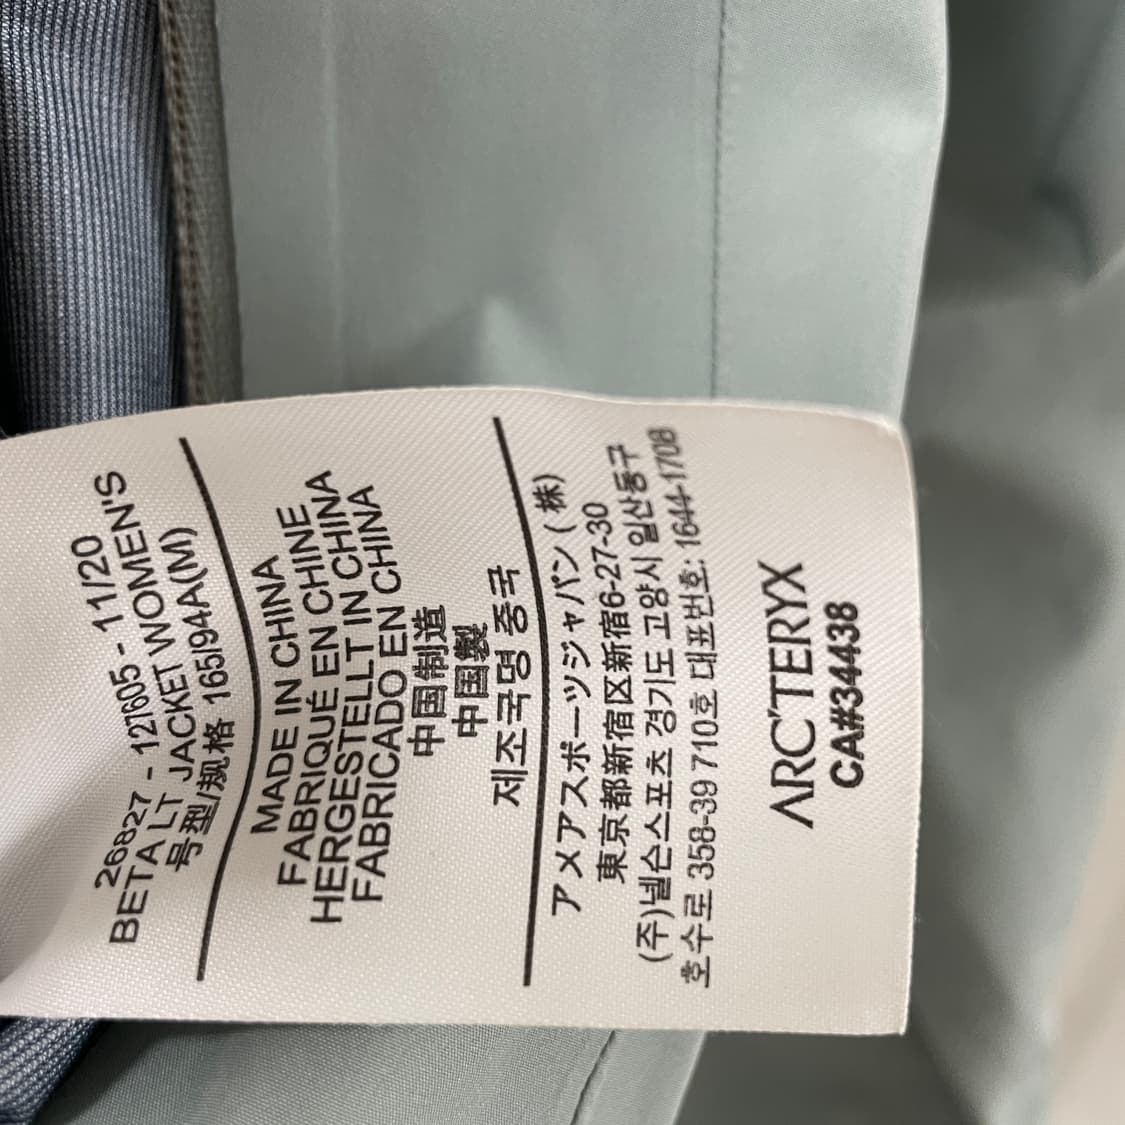 26827 - 127605 - 11/20
BETA LT JACKET WOMEN'S
号型/规格 165/94A(M)
MADE IN CHINA
FABRIQUÉ EN CHINE
HERGESTELLT IN CHINA
FABRICADO EN CHINA
中国制造
中国製
제조국명 중국
アメアスポーツジャパン(株)
東京都新宿区新宿6-27-30
(주)넬슨스포츠 경기도 고양시 일산동구
호수로 358-39 710호 대표번호: 1644-1708
ARC'TERYX
CA#34438